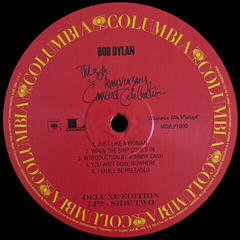 COLUMBIA COLUMBIA COLUMBIA COLUMBIA
BOB DYLAN
The 30th
Anniversary
Concert Celebration
LEGACY
Music On Vinyl
MOVLP1000
1. JUST LIKE A WOMAN
2. WHEN THE SHIP COMES IN
3. INTRODUCTION BY JOHNNY CASH
4. YOU AIN'T GOIN' NOWHERE
5. I SHALL BE RELEASED
DELUXE EDITION
LP2 - SIDE TWO